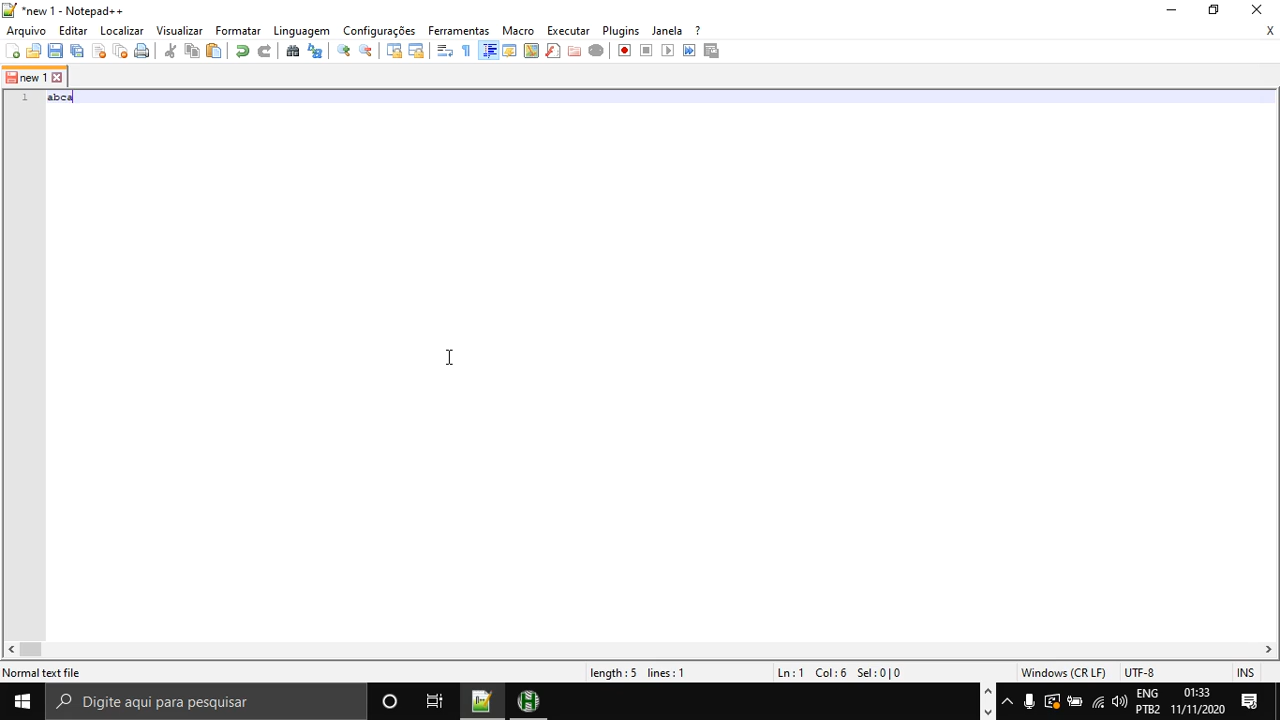 *new 1 - Notepad++
Arquivo Editar Localizar Visualizar Formatar Linguagem Configurações Ferramentas Macro Executar Plugins Janela ? X
new 1
1 abca
Normal text file length : 5 lines : 1 Ln : 1 Col : 6 Sel : 0 | 0 Windows (CR LF) UTF-8 INS
Digite aqui para pesquisar
ENG 01:33
PTB2 11/11/2020